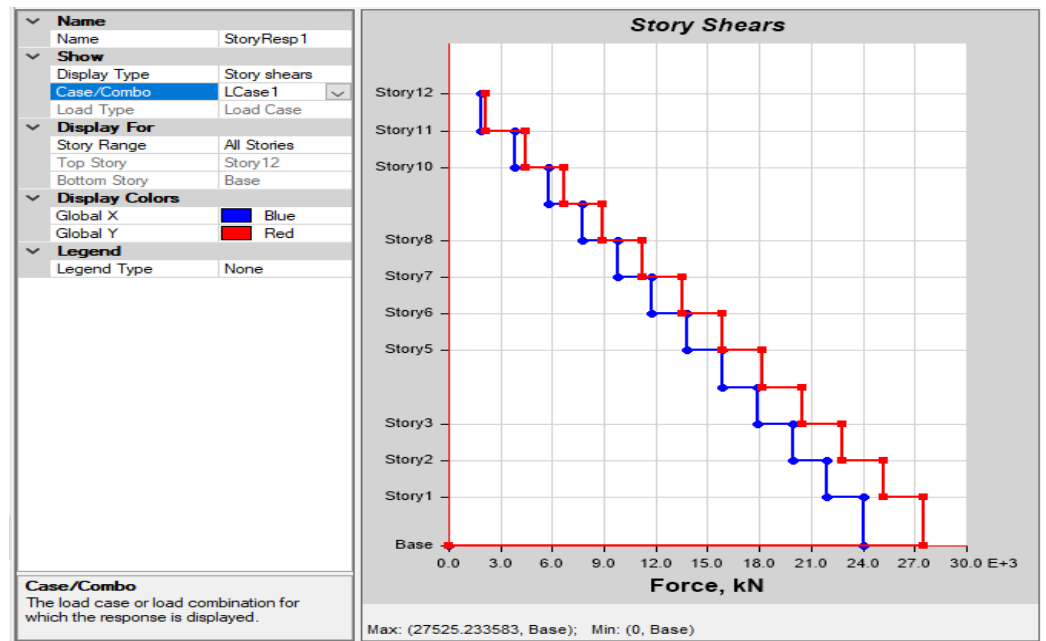 Name
Name StoryResp1
Show
Display Type Story shears
Case/Combo LCase1
Load Type Load Case
Display For
Story Range All Stories
Top Story Story12
Bottom Story Base
Display Colors
Global X Blue
Global Y Red
Legend
Legend Type None
Case/Combo
The load case or load combination for
which the response is displayed.
Story Shears
Story12
Story11
Story10
Story8
Story7
Story6
Story5
Story3
Story2
Story1
Base
0.0 3.0 6.0 9.0 12.0 15.0 18.0 21.0 24.0 27.0 30.0 E+3
Force, kN
Max: (27525.233583, Base); Min: (0, Base)